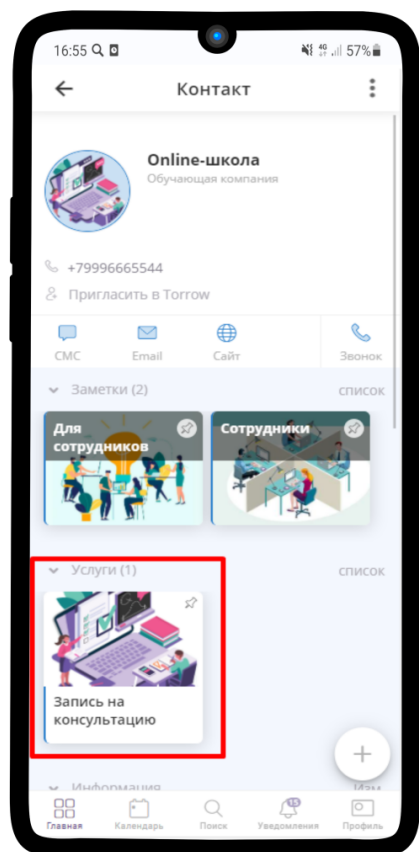 16:55
4G
57%
Контакт
Online-школа
Обучающая компания
+79996665544
Пригласить в Torrow
СМС
Email
Сайт
Звонок
Заметки (2)
список
Для
сотрудников
Сотрудники
Услуги (1)
список
Запись на
консультацию
Информация
Изм
Главная
Календарь
Поиск
Уведомления
Профиль